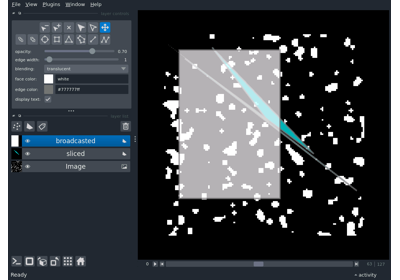 File View Plugins Window Help
opacity: 0.70
edge width: 1
blending: translucent
face color: white
edge color: #777777ff
display text:
broadcasted
sliced
Image
Ready
activity